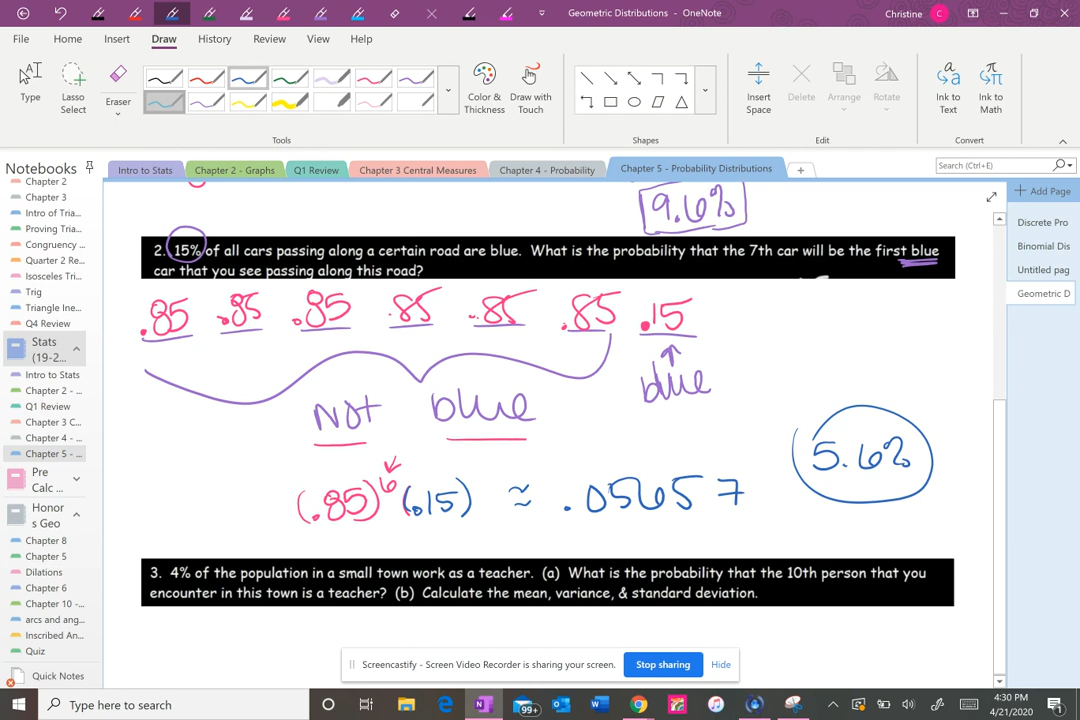 Geometric Distributions - OneNote
Christine C
File Home Insert Draw History Review View Help
Type Lasso Select Eraser Color & Thickness Draw with Touch Insert Space Delete Arrange Rotate Ink to Text Ink to Math
Tools Shapes Edit Convert
Notebooks
Intro to Stats Chapter 2 - Graphs Q1 Review Chapter 3 Central Measures Chapter 4 - Probability Chapter 5 - Probability Distributions
Search (Ctrl+E)
Add Page
Discrete Pro
Binomial Dis
Untitled pag
Geometric D
Chapter 2
Chapter 3
Intro of Tria...
Proving Tria...
Congruency ...
Quarter 2 Re...
Isosceles Tri...
Trig
Triangle Ine...
Q4 Review
Stats (19-2...
Intro to Stats
Chapter 2 - ...
Q1 Review
Chapter 3 C...
Chapter 4 - ...
Chapter 5 - ...
Pre Calc ...
Honors Geo
Chapter 8
Chapter 5
Dilations
Chapter 6
Chapter 10 - ...
arcs and ang...
Inscribed An...
Quiz
Quick Notes
9.6%
2. 15% of all cars passing along a certain road are blue. What is the probability that the 7th car will be the first blue
car that you see passing along this road?
.85 .85 .85 .85 .85 .85 .15
blue
Not blue
5.6%
(.85)^6 (.15) ≈ .05657
3. 4% of the population in a small town work as a teacher. (a) What is the probability that the 10th person that you
encounter in this town is a teacher? (b) Calculate the mean, variance, & standard deviation.
Screencastify - Screen Video Recorder is sharing your screen. Stop sharing Hide
Type here to search
99+
4:30 PM
4/21/2020
1